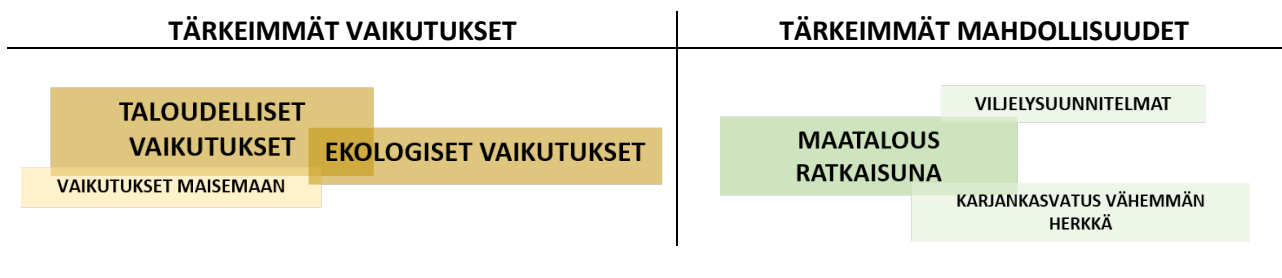 TÄRKEIMMÄT VAIKUTUKSET
TALOUDELLISET
VAIKUTUKSET
EKOLOGISET VAIKUTUKSET
VAIKUTUKSET MAISEMAAN
TÄRKEIMMÄT MAHDOLLISUUDET
VILJELYSUUNNITELMAT
MAATALOUS
RATKAISUNA
KARJANKASVATUS VÄHEMMÄN
HERKKÄ